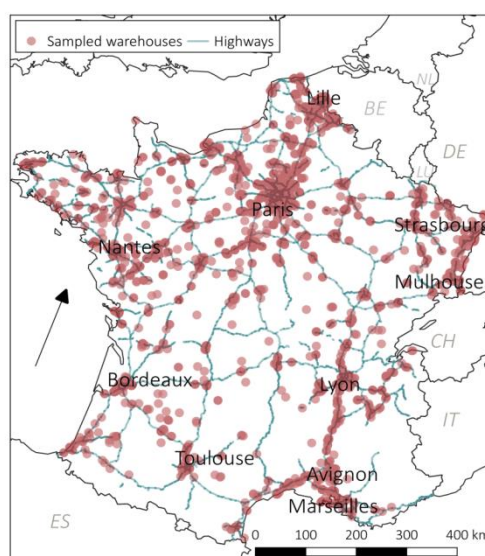 Sampled warehouses Highways
NL
Lille
BE
DE
LU
Paris
Strasbourg
Nantes
Mulhouse
CH
Bordeaux
Lyon
IT
Toulouse
Avignon
Marseilles
ES
0 100 200 300 400 km